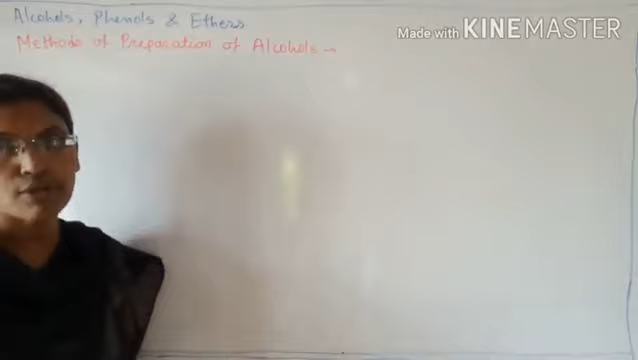 Alcohols, Phenols & Ethers
Made with KINEMASTER
Methods of Preparation of Alcohols →